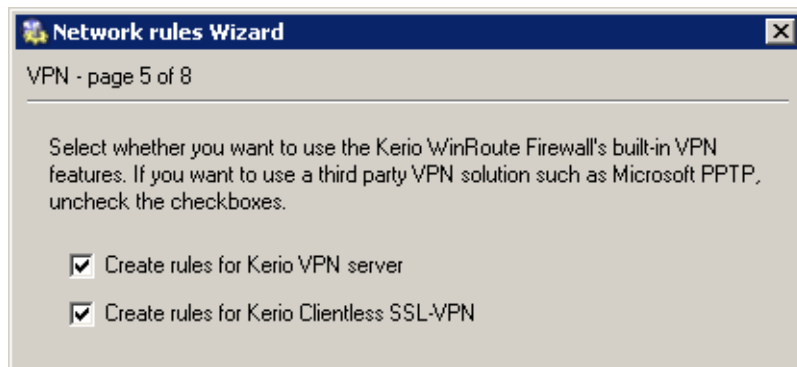 Network rules Wizard
VPN - page 5 of 8
Select whether you want to use the Kerio WinRoute Firewall's built-in VPN
features. If you want to use a third party VPN solution such as Microsoft PPTP,
uncheck the checkboxes.
Create rules for Kerio VPN server
Create rules for Kerio Clientless SSL-VPN